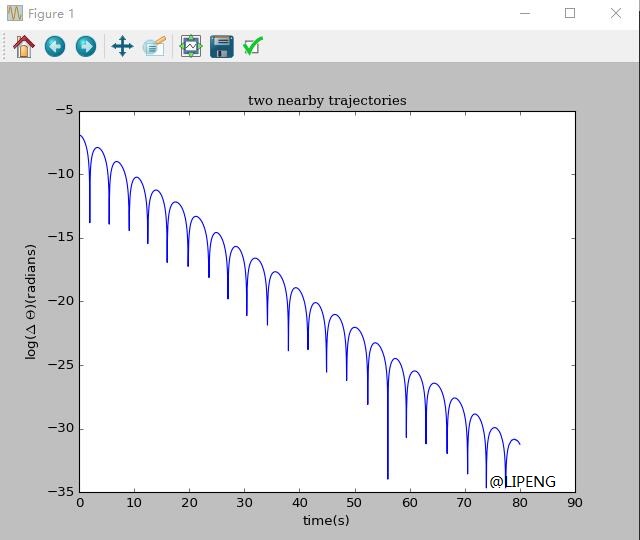 Figure 1
two nearby trajectories
−5
−10
−15
−20
−25
−30
−35
log(Δ Θ)(radians)
0 10 20 30 40 50 60 70 80 90
time(s)
@LIPENG